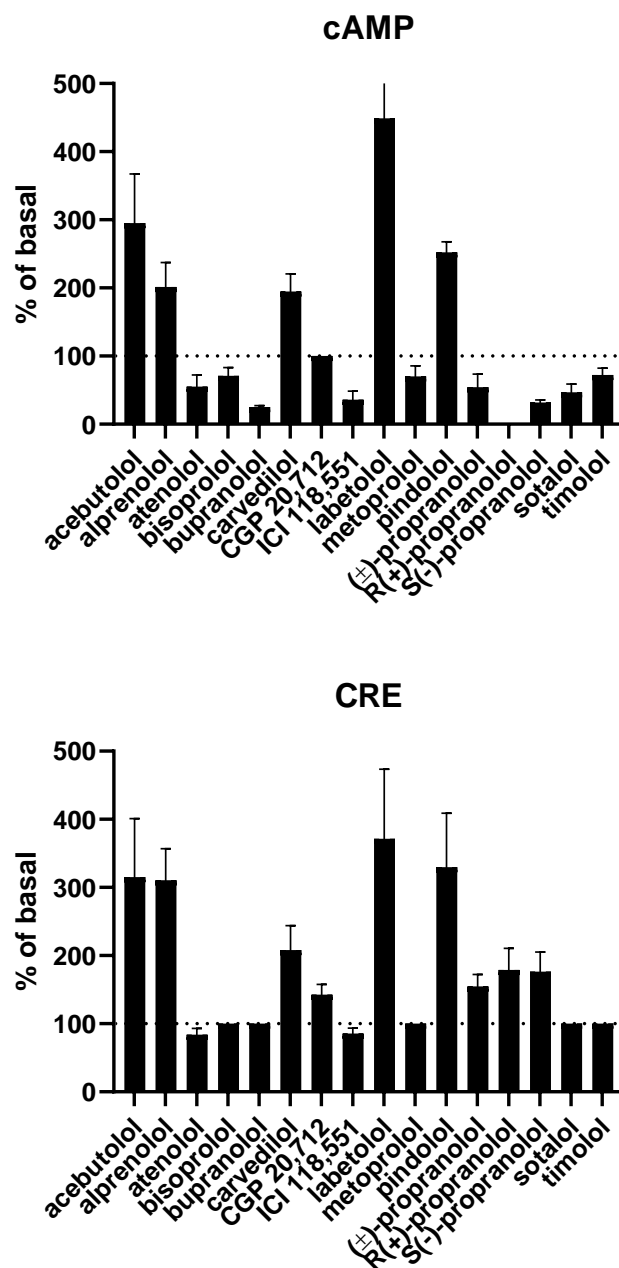 cAMP
% of basal
500
400
300
200
100
0
acebutolol
alprenolol
atenolol
bisoprolol
bupranolol
carvedilol
CGP 20,712
ICI 118,551
labetolol
metoprolol
pindolol
(±)-propranolol
R(+)-propranolol
S(-)-propranolol
sotalol
timolol
CRE
% of basal
500
400
300
200
100
0
acebutolol
alprenolol
atenolol
bisoprolol
bupranolol
carvedilol
CGP 20,712
ICI 118,551
labetolol
metoprolol
pindolol
(±)-propranolol
R(+)-propranolol
S(-)-propranolol
sotalol
timolol